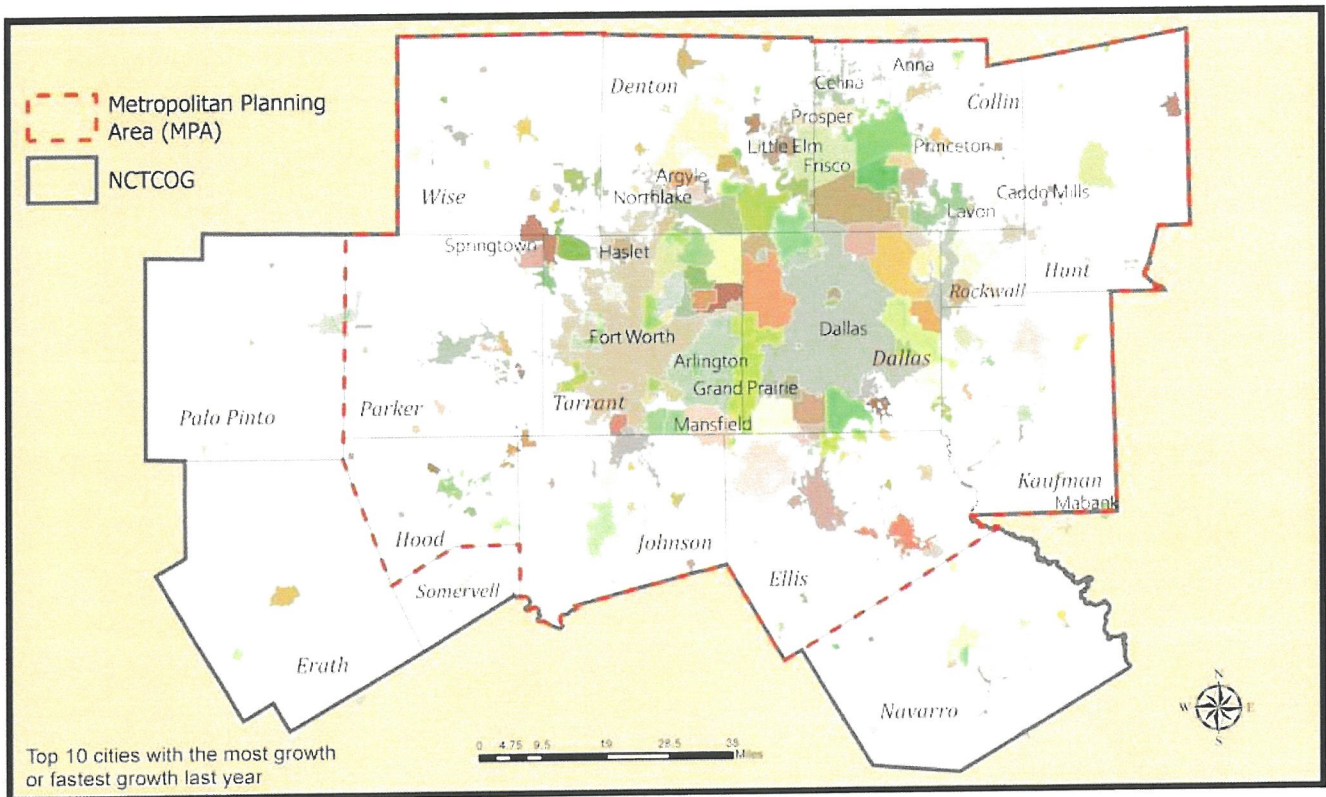 Metropolitan Planning
Area (MPA)
NCTCOG
Anna
Celina
Denton
Collin
Prosper
Little Elm
Princeton
Frisco
Argyle
Northlake
Wise
Caddo Mills
Lavon
Springtown
Haslet
Hunt
Rockwall
Fort Worth
Dallas
Arlington
Dallas
Grand Prairie
Palo Pinto
Parker
Tarrant
Mansfield
Kaufman
Mabank
Hood
Johnson
Ellis
Somervell
Erath
Navarro
N
W E
S
Top 10 cities with the most growth
or fastest growth last year
0 4.75 9.5 19 28.5 38
Miles